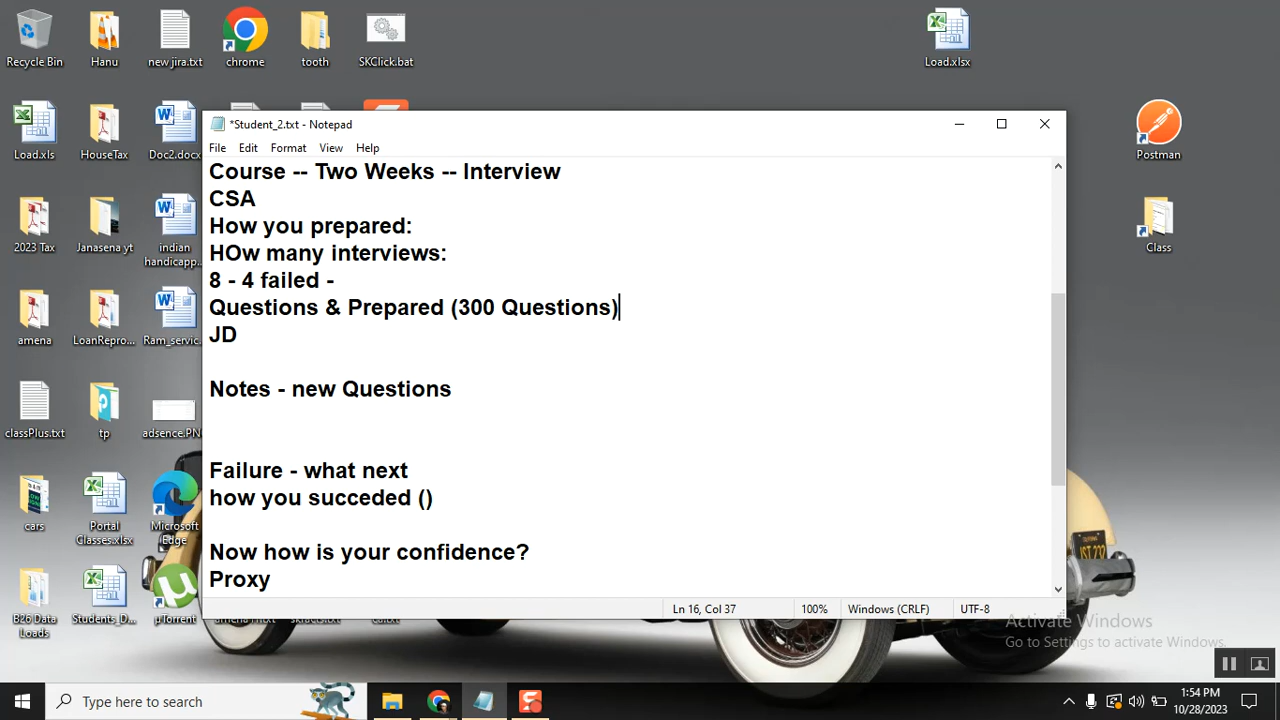 Recycle Bin
Hanu
new jira.txt
chrome
tooth
SKClick.bat
Load.xlsx
Load.xls
HouseTax
Doc2.docx
Postman
2023 Tax
Janasena yt
indian
handicapp...
Class
amena
LoanRepro...
Ram_servic...
classPlus.txt
tp
adsence.PNG
cars
Portal
Classes.xlsx
Microsoft
Edge
B26 Data
Loads
Students_D...
µTorrent
*Student_2.txt - Notepad
File Edit Format View Help
Course -- Two Weeks -- Interview
CSA
How you prepared:
HOw many interviews:
8 - 4 failed -
Questions & Prepared (300 Questions)
JD
Notes - new Questions
Failure - what next
how you succeded ()
Now how is your confidence?
Proxy
Ln 16, Col 37 100% Windows (CRLF) UTF-8
Activate Windows
Go to Settings to activate Windows.
Type here to search
1:54 PM
10/28/2023